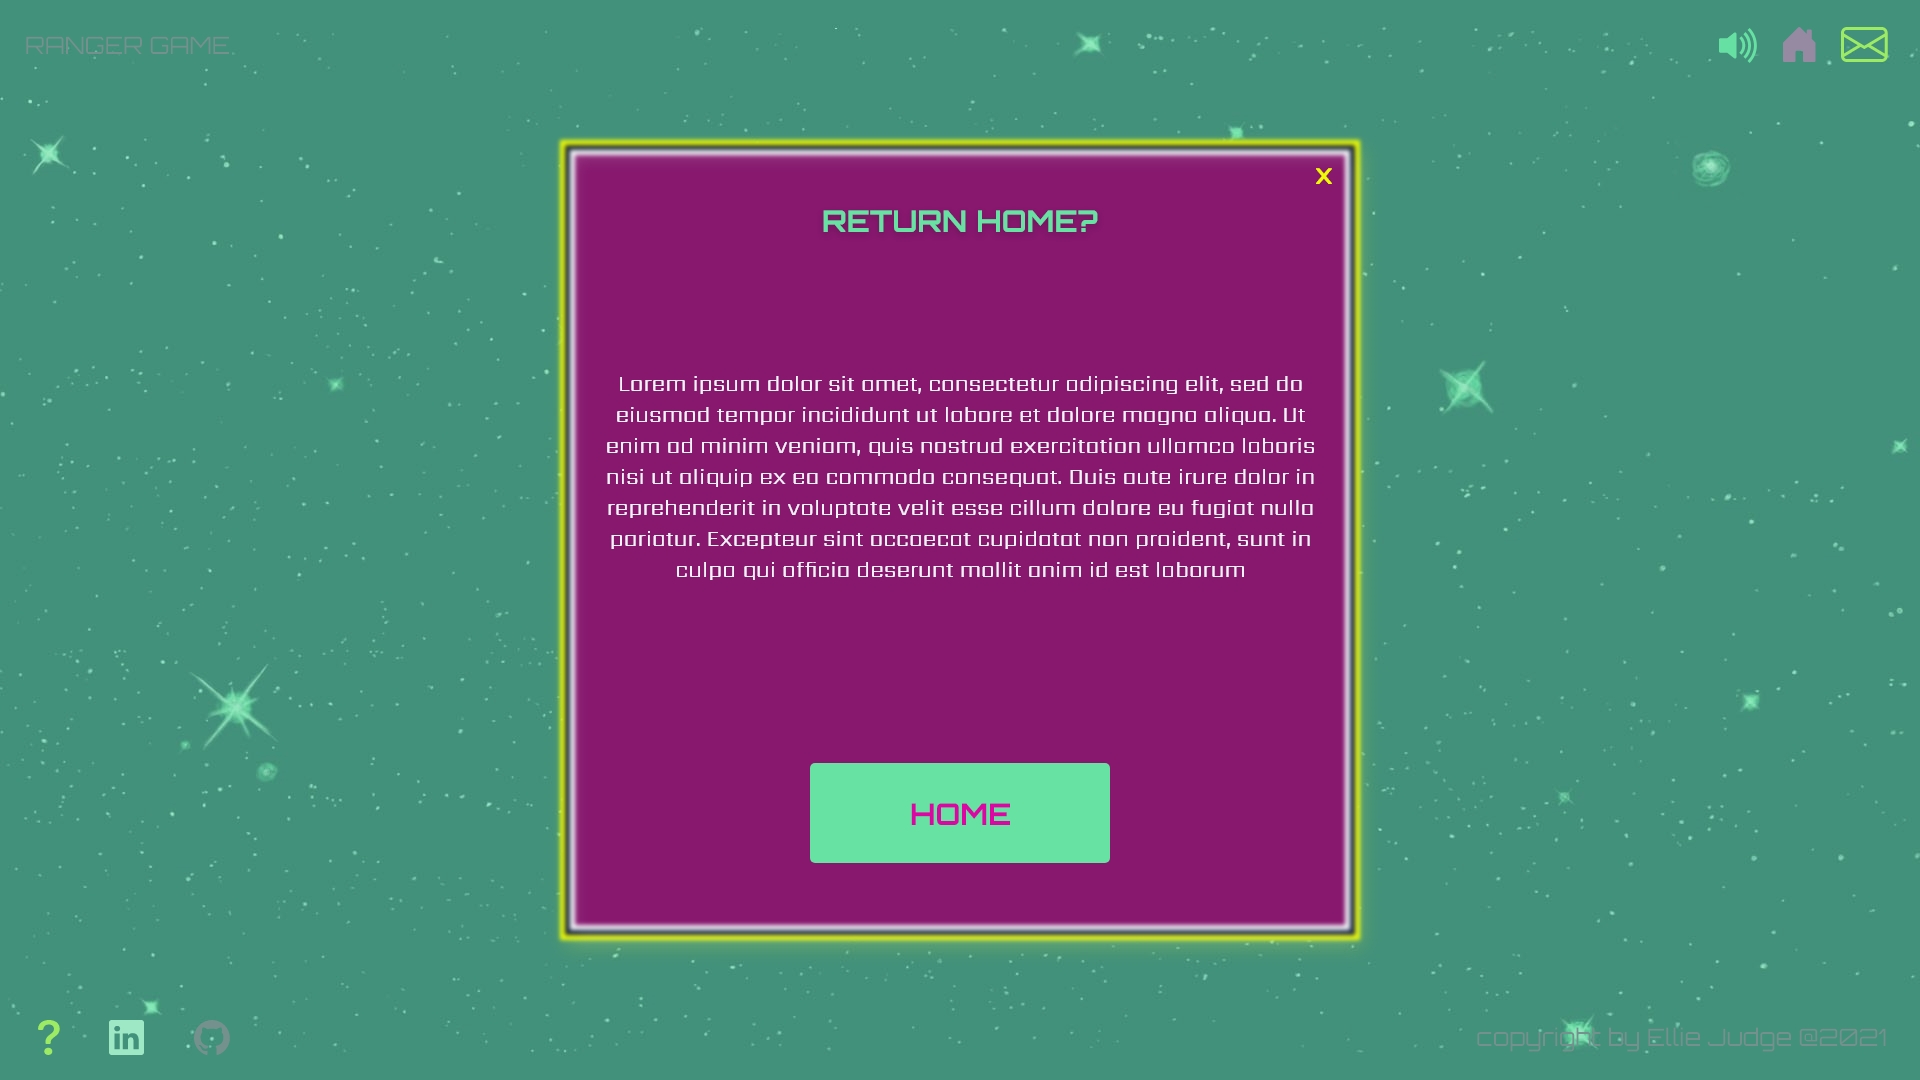 RANGER GAME.
X
RETURN HOME?
Lorem ipsum dolor sit amet, consectetur adipiscing elit, sed do
eiusmod tempor incididunt ut labore et dolore magna aliqua. Ut
enim ad minim veniam, quis nostrud exercitation ullamco laboris
nisi ut aliquip ex ea commodo consequat. Duis aute irure dolor in
reprehenderit in voluptate velit esse cillum dolore eu fugiat nulla
pariatur. Excepteur sint occaecat cupidatat non proident, sunt in
culpa qui officia deserunt mollit anim id est laborum
HOME
?
in
copyright by Ellie Judge @2021